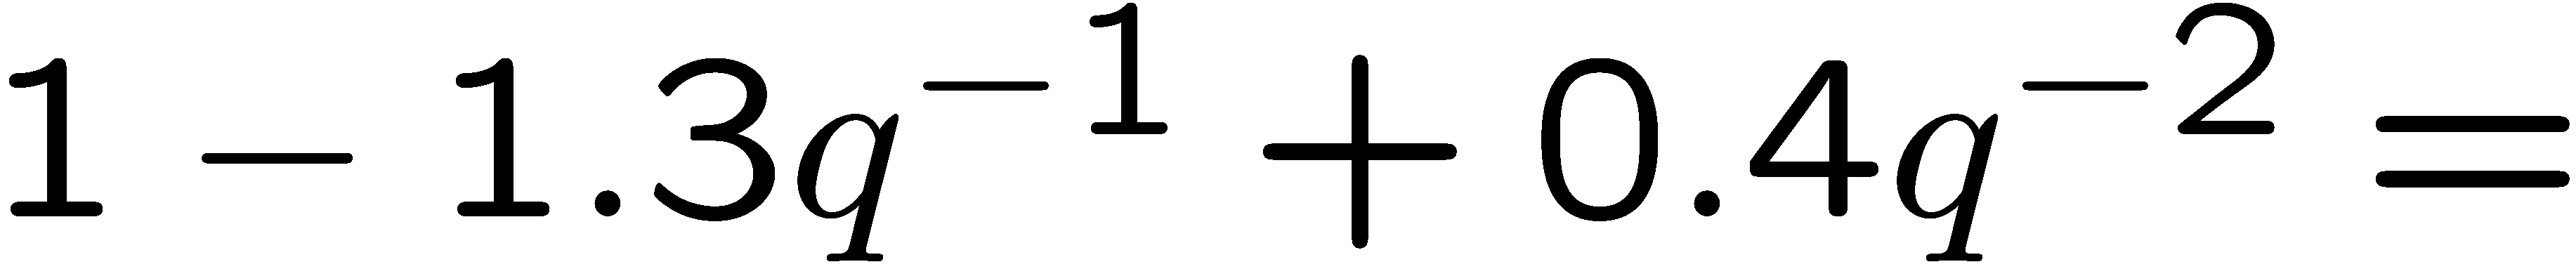 1 − 1.3q⁻¹ + 0.4q⁻² =